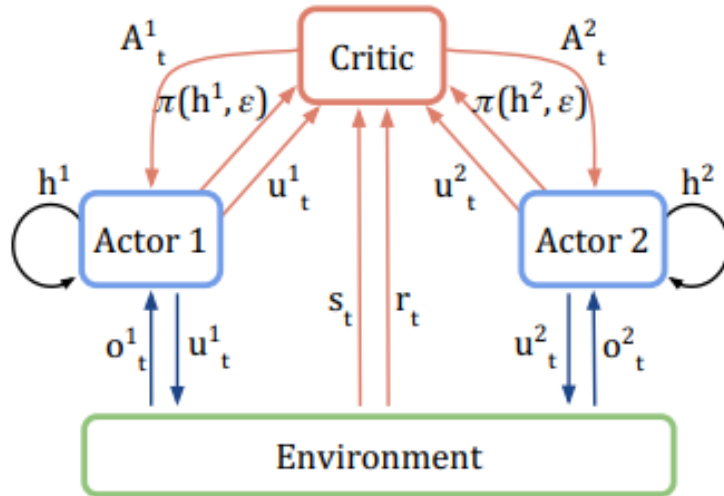 A¹ₜ Critic A²ₜ
π(h¹, ε) π(h², ε)
h¹ u¹ₜ u²ₜ h²
Actor 1 Actor 2
sₜ rₜ
o¹ₜ u¹ₜ u²ₜ o²ₜ
Environment